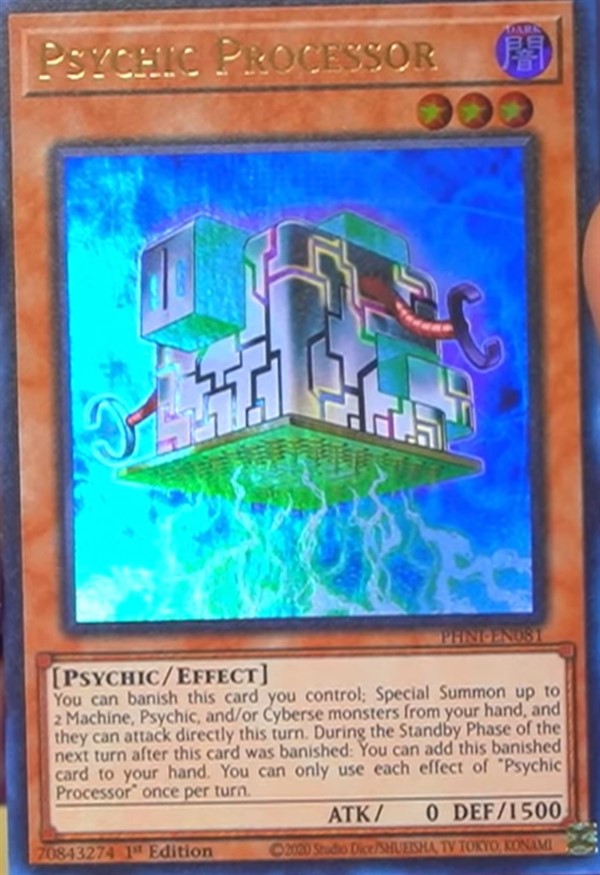 PSYCHIC PROCESSOR
DARK
闇
PHNI-EN081
[PSYCHIC/EFFECT]
You can banish this card you control; Special Summon up to
2 Machine, Psychic, and/or Cyberse monsters from your hand, and
they can attack directly this turn. During the Standby Phase of the
next turn after this card was banished: You can add this banished
card to your hand. You can only use each effect of "Psychic
Processor" once per turn.
ATK/ 0 DEF/1500
70843274 1st Edition ©2020 Studio Dice/SHUEISHA, TV TOKYO, KONAMI